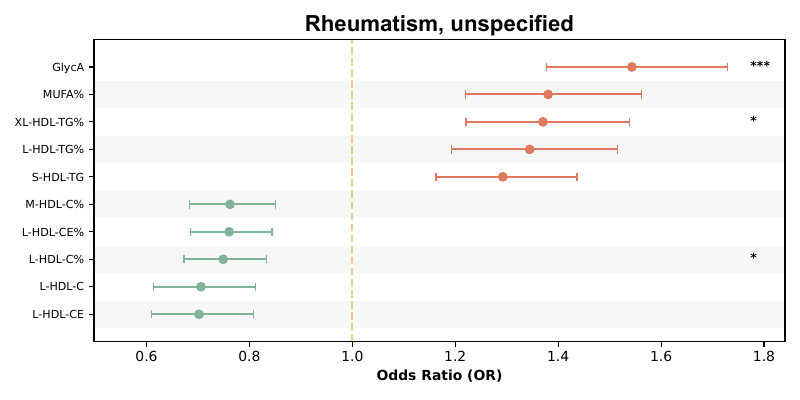 Rheumatism, unspecified
GlycA ***
MUFA%
XL-HDL-TG% *
L-HDL-TG%
S-HDL-TG
M-HDL-C%
L-HDL-CE%
L-HDL-C% *
L-HDL-C
L-HDL-CE
0.6 0.8 1.0 1.2 1.4 1.6 1.8
Odds Ratio (OR)